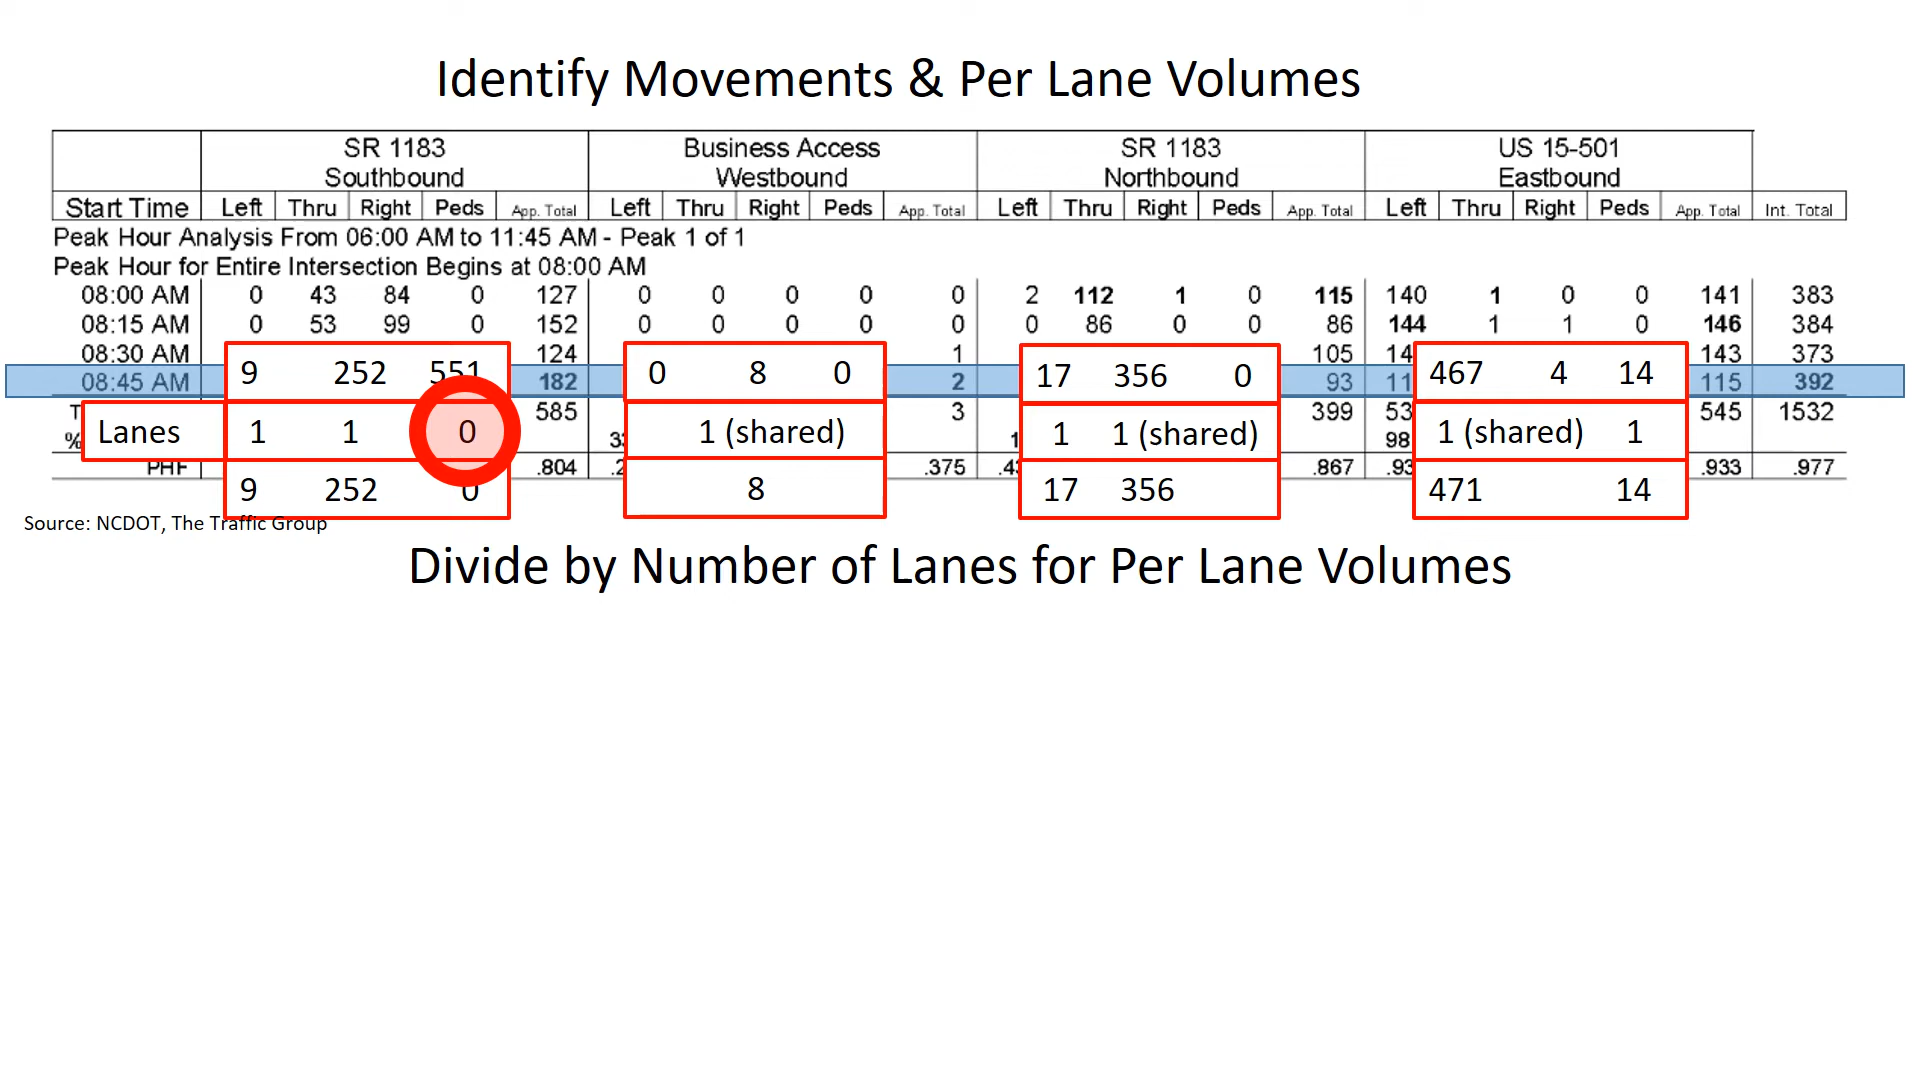 Identify Movements & Per Lane Volumes
SR 1183 Business Access SR 1183 US 15-501
Southbound Westbound Northbound Eastbound
Start Time Left Thru Right Peds App. Total Left Thru Right Peds App. Total Left Thru Right Peds App. Total Left Thru Right Peds App. Total Int. Total
Peak Hour Analysis From 06:00 AM to 11:45 AM - Peak 1 of 1
Peak Hour for Entire Intersection Begins at 08:00 AM
08:00 AM 0 43 84 0 127 0 0 0 0 0 2 112 1 0 115 140 1 0 0 141 383
08:15 AM 0 53 99 0 152 0 0 0 0 0 0 86 0 0 86 144 1 1 0 146 384
08:30 AM 124 1 105 143 373
9 252 551 0 8 0 17 356 0 467 4 14
08:45 AM 182 2 93 115 392
585 3 399 545 1532
Lanes 1 1 0 1 (shared) 1 1 (shared) 1 (shared) 1
% 98
PHF .804 .375 .867 .933 .977
9 252 0 8 17 356 471 14
Source: NCDOT, The Traffic Group
Divide by Number of Lanes for Per Lane Volumes